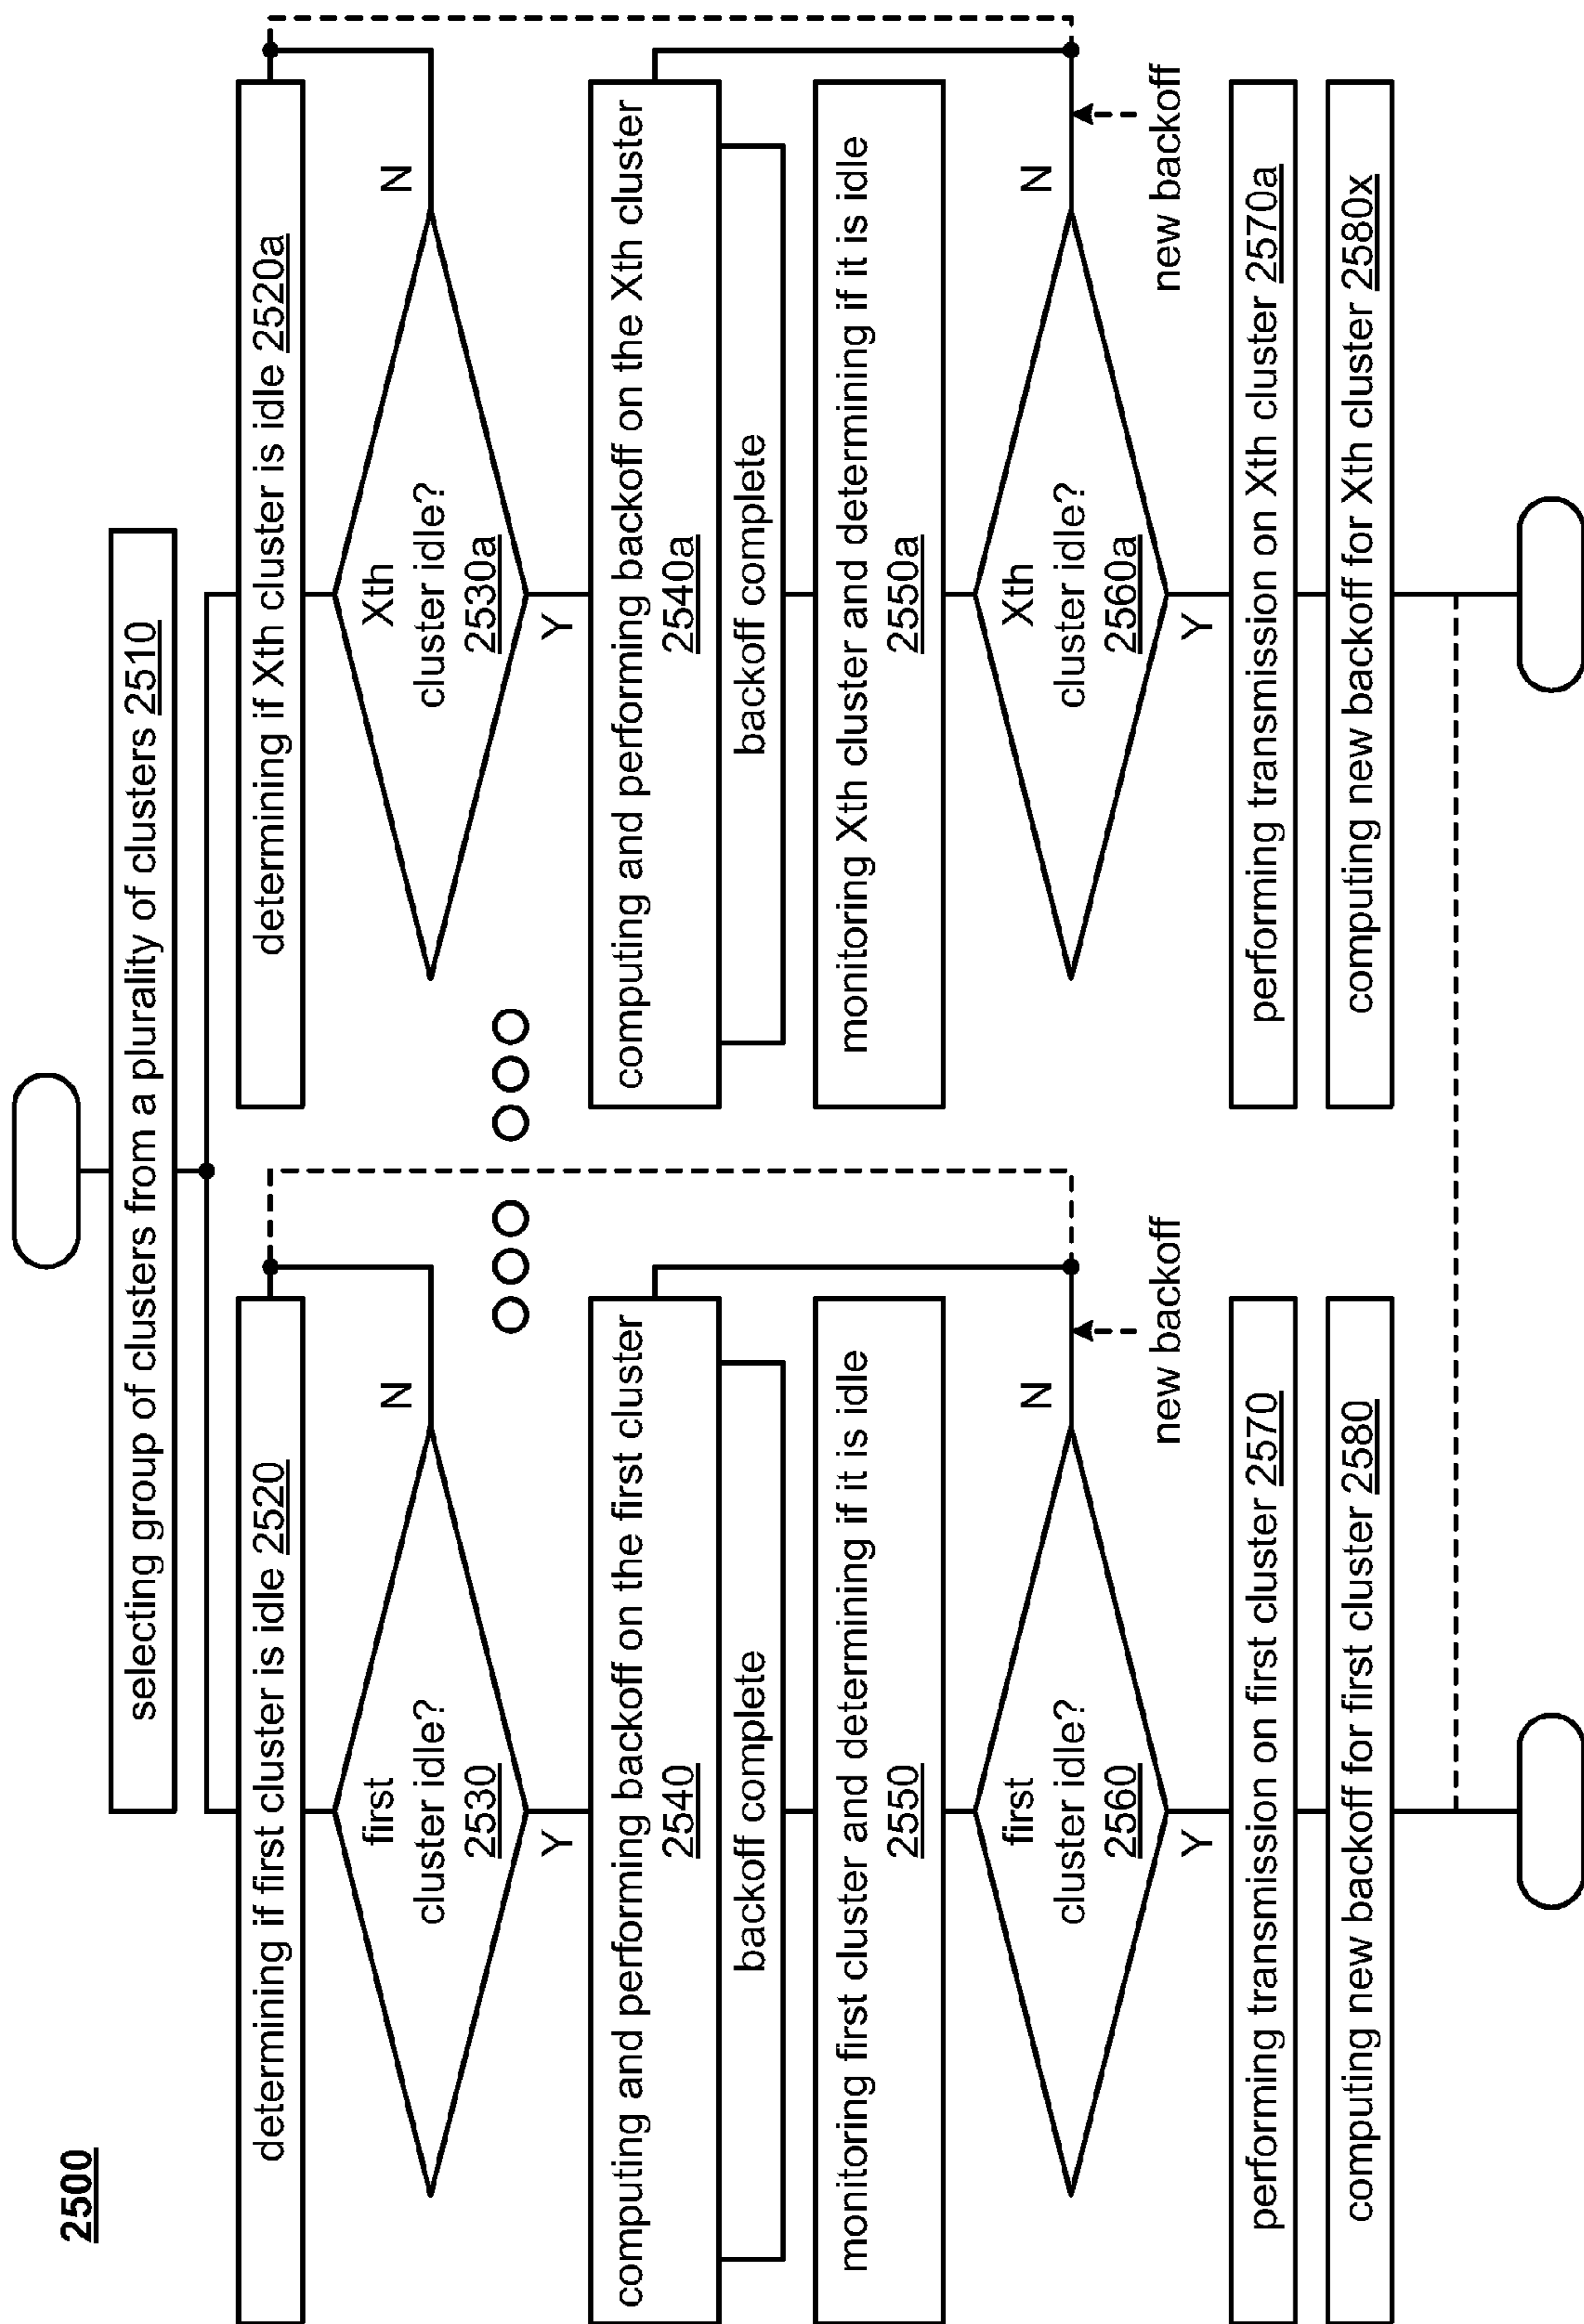 2500
selecting group of clusters from a plurality of clusters 2510
determining if first cluster is idle 2520
first
cluster idle?
2530
N
Y
computing and performing backoff on the first cluster
2540
backoff complete
monitoring first cluster and determining if it is idle
2550
first
cluster idle?
2560
N
new backoff
Y
performing transmission on first cluster 2570
computing new backoff for first cluster 2580
determining if Xth cluster is idle 2520a
Xth
cluster idle?
2530a
N
Y
computing and performing backoff on the Xth cluster
2540a
backoff complete
monitoring Xth cluster and determining if it is idle
2550a
Xth
cluster idle?
2560a
N
new backoff
Y
performing transmission on Xth cluster 2570a
computing new backoff for Xth cluster 2580x